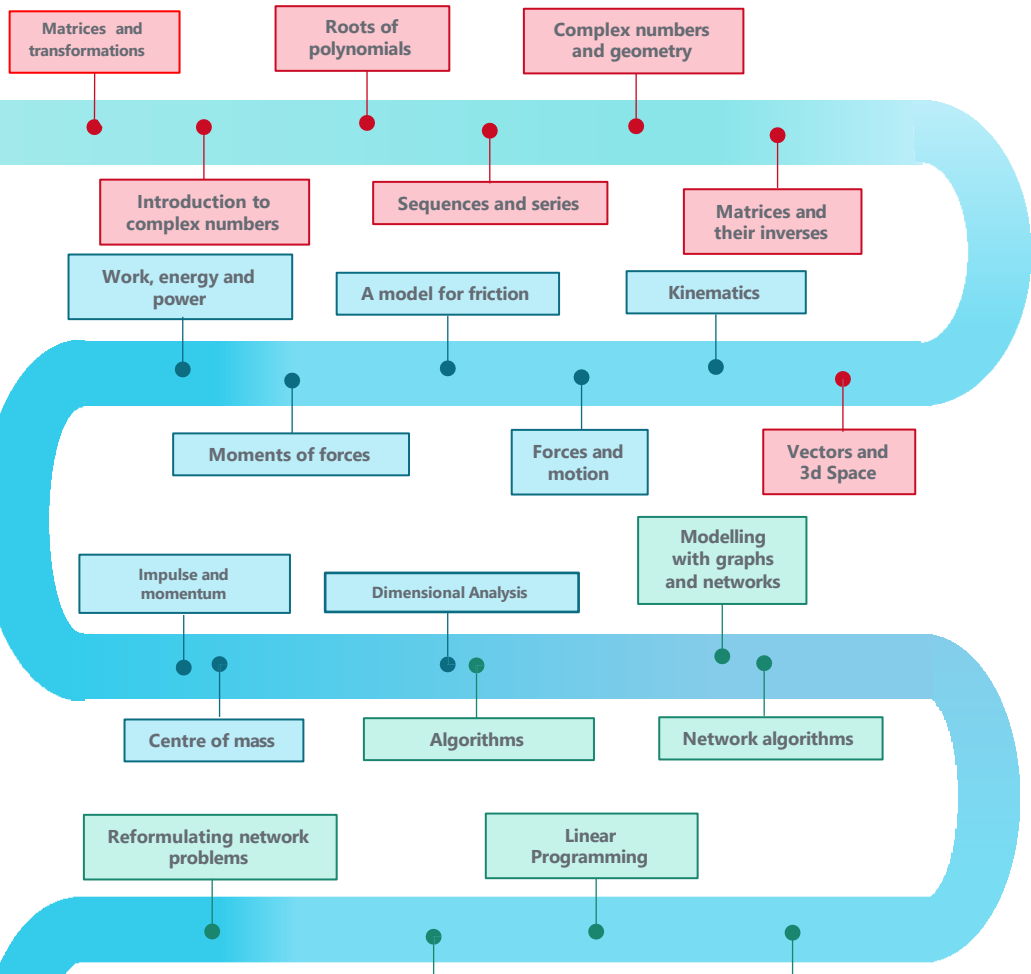 Matrices and
transformations
Roots of
polynomials
Complex numbers
and geometry
Introduction to
complex numbers
Sequences and series
Matrices and
their inverses
Work, energy and
power
A model for friction
Kinematics
Moments of forces
Forces and
motion
Vectors and
3d Space
Modelling
with graphs
and networks
Impulse and
momentum
Dimensional Analysis
Centre of mass
Algorithms
Network algorithms
Reformulating network
problems
Linear
Programming